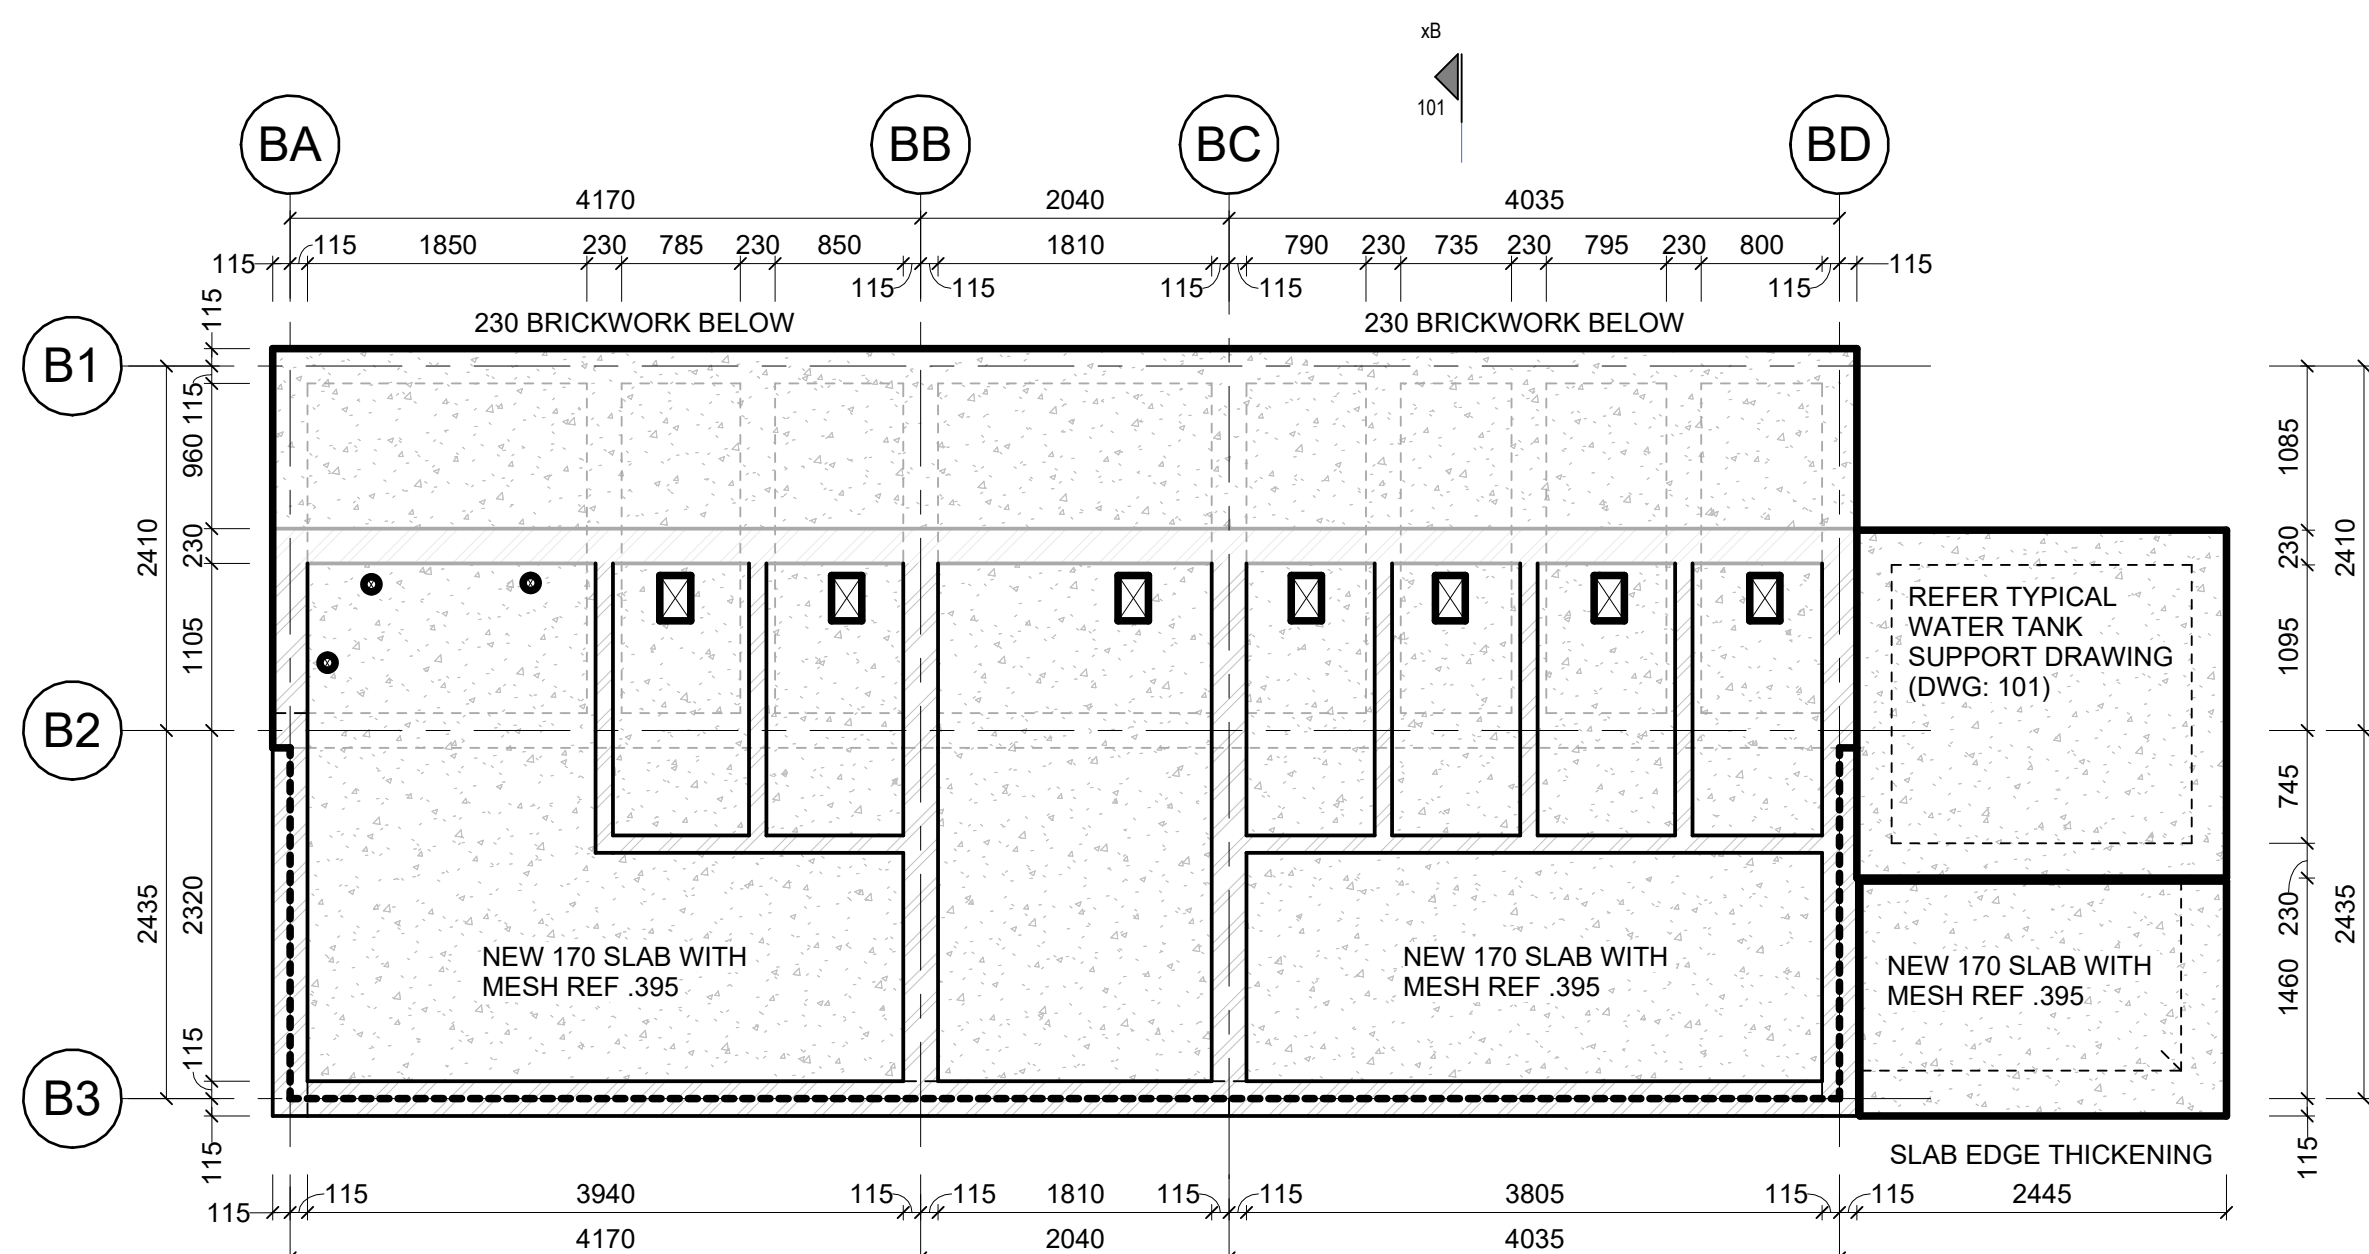 xB
101
BA
BB
BC
BD
4170
2040
4035
115
1850
230
785
230
850
1810
790
230
735
230
795
230
800
115
115
115
115
115
115
115
230 BRICKWORK BELOW
230 BRICKWORK BELOW
B1
B2
B3
115
115
960
230
1105
2320
115
115
2410
2435
1085
230
1095
745
230
1460
115
2410
2435
REFER TYPICAL
WATER TANK
SUPPORT DRAWING
(DWG: 101)
NEW 170 SLAB WITH
MESH REF .395
NEW 170 SLAB WITH
MESH REF .395
NEW 170 SLAB WITH
MESH REF .395
SLAB EDGE THICKENING
115
3940
115
115
1810
115
115
3805
115
115
2445
115
4170
2040
4035